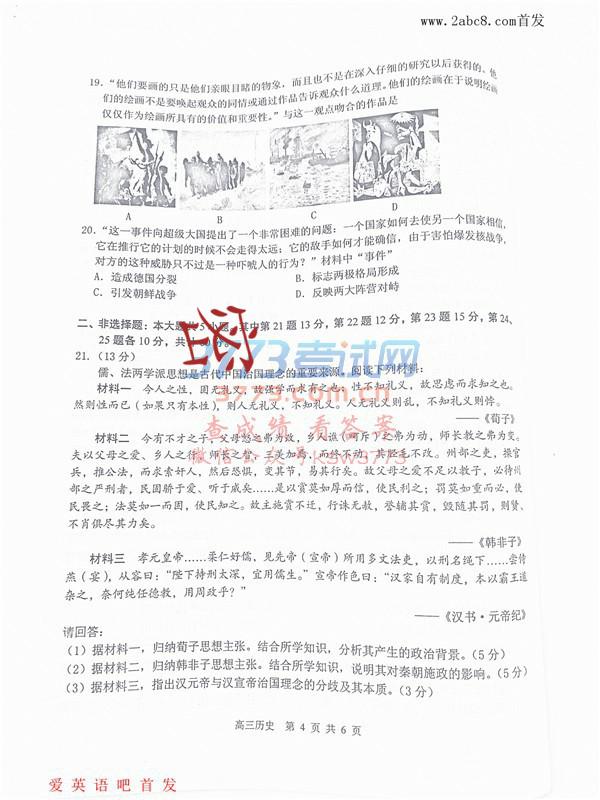 www.2abc8.com首发
19.“他们要画的只是他们亲眼目睹的物象，而且也不是在深入仔细的研究以后获得的、他
们的绘画不是要唤起观众的同情或通过作品告诉观众什么道理。他们的绘画在于说明绘画
仅仅作为绘画所具有的价值和重要性。”与这一观点吻合的作品是
A B C D
20.“这一事件向超级大国提出了一个非常困难的问题：一个国家如何去使另一个国家相信，
它在推行它的计划的时候不会走得太远；它的敌手如何才能确信，由于害怕爆发核战争，
对方的这种威胁只不过是一种吓唬人的行为？”材料中“事件”
A．造成德国分裂 B．标志两极格局形成
C．引发朝鲜战争 D．反映两大阵营对峙
二、非选择题：本大题共5小题，其中第21题13分，第22题12分，第23题15分，第24、
25题各10分，共计60分。
21.（13分）
儒、法两学派思想是古代中国治国理念的重要来源。阅读下列材料：
材料一 今人之性，固无礼义，故强学而求有之也；性不知礼义，故思虑而求知之也。
然则性而已（如果只有本性），则人无礼义，不知礼义。人无礼义则乱，不知礼义则悖。
——《荀子》
材料二 今有不才之子，父母怒之弗为改，乡人谯（呵斥）之弗为动，师长教之弗为变。
夫以父母之爱、乡人之行、师长之智，三美加焉，而终不动，其胫毛不改。州部之吏，操官
兵，推公法，而求索奸人，然后恐惧，变其节，易其行矣。故父母之爱不足以教子，必待州
部之严刑者，民固骄于爱、听于威矣……是以赏莫如厚而信，使民利之；罚莫如重而必，使
民畏之；法莫如一而固，使民知之。故主施赏不迁，行诛无赦，誉辅其赏，毁随其罚，则贤、
不肖俱尽其力矣。
——《韩非子》
材料三 孝元皇帝……柔仁好儒，见先帝（宣帝）所用多文法吏，以刑名绳下……尝侍
燕（宴），从容曰：“陛下持刑太深，宜用儒生。”宣帝作色曰：“汉家自有制度，本以霸王道
杂之，奈何纯任德教，用周政乎？”
——《汉书·元帝纪》
请回答：
（1）据材料一，归纳荀子思想主张。结合所学知识，分析其产生的政治背景。（5分）
（2）据材料二，归纳韩非子思想主张。结合所学知识，说明其对秦朝施政的影响。（5分）
（3）据材料三，指出汉元帝与汉宣帝治国理念的分歧及其本质。（3分）
高三历史 第4页 共6页
3773考试网
3773.com.cn
查成绩 看答案
微信公众号KSW3773
爱英语吧首发